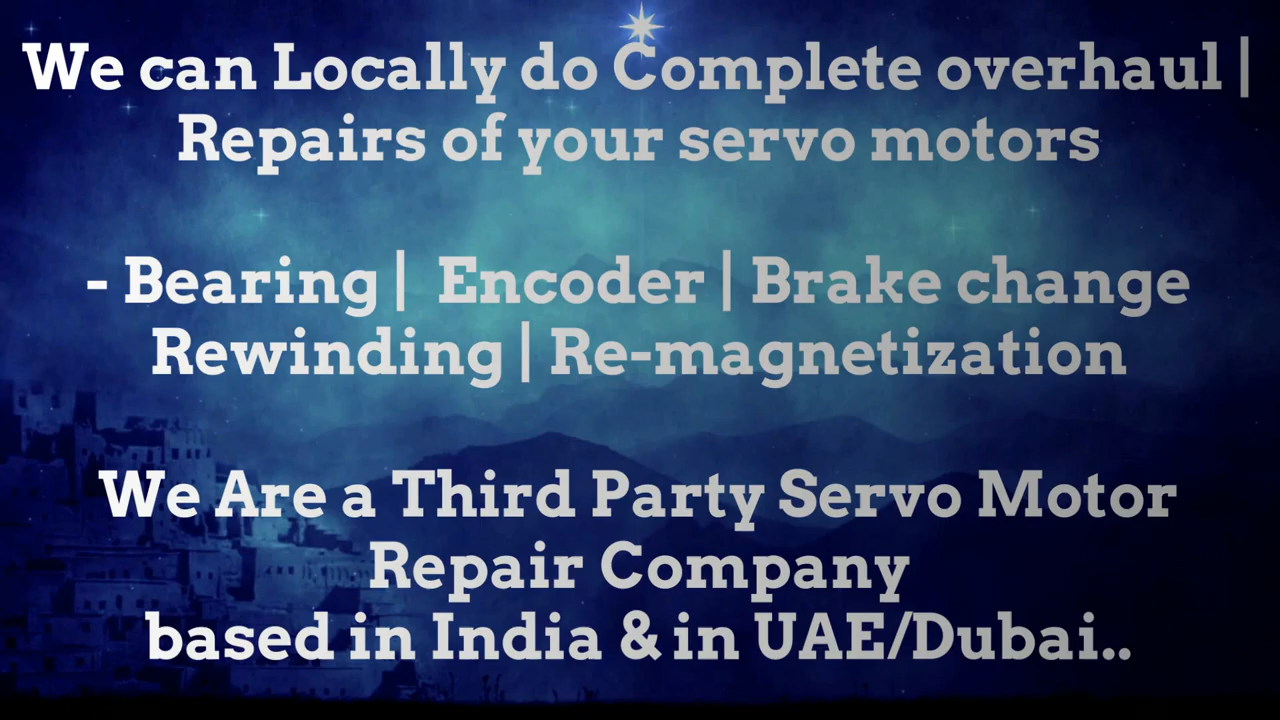 We can Locally do Complete overhaul |
Repairs of your servo motors
- Bearing | Encoder | Brake change
Rewinding | Re-magnetization
We Are a Third Party Servo Motor
Repair Company
based in India & in UAE/Dubai..